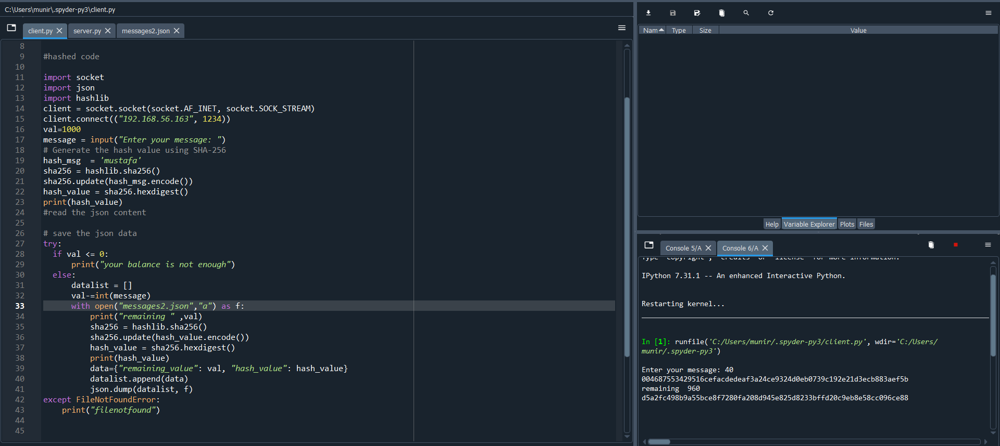 C:\Users\munir\.spyder-py3\client.py
client.py
server.py
messages2.json
8
9 #hashed code
10
11 import socket
12 import json
13 import hashlib
14 client = socket.socket(socket.AF_INET, socket.SOCK_STREAM)
15 client.connect(("192.168.56.163", 1234))
16 val=1000
17 message = input("Enter your message: ")
18 # Generate the hash value using SHA-256
19 hash_msg  = 'mustafa'
20 sha256 = hashlib.sha256()
21 sha256.update(hash_msg.encode())
22 hash_value = sha256.hexdigest()
23 print(hash_value)
24 #read the json content
25
26 # save the json data
27 try:
28   if val <= 0:
29       print("your balance is not enough")
30   else:
31       datalist = []
32       val-=int(message)
33       with open("messages2.json","a") as f:
34           print("remaining " ,val)
35           sha256 = hashlib.sha256()
36           sha256.update(hash_value.encode())
37           hash_value = sha256.hexdigest()
38           print(hash_value)
39           data={"remaining_value": val, "hash_value": hash_value}
40           datalist.append(data)
41           json.dump(datalist, f)
42 except FileNotFoundError:
43     print("filenotfound")
44
45
Nam Type Size Value
Help Variable Explorer Plots Files
Console 5/A Console 6/A
Type "copyright", "credits" or "license" for more information.
IPython 7.31.1 -- An enhanced Interactive Python.
Restarting kernel...
In [1]: runfile('C:/Users/munir/.spyder-py3/client.py', wdir='C:/Users/
munir/.spyder-py3')
Enter your message: 40
004687553429516cefacdedeaf3a24ce9324d0eb0739c192e21d3ecb883aef5b
remaining  960
d5a2fc498b9a55bce8f7280fa208d945e825d8233bffd20c9eb8e58cc096ce88